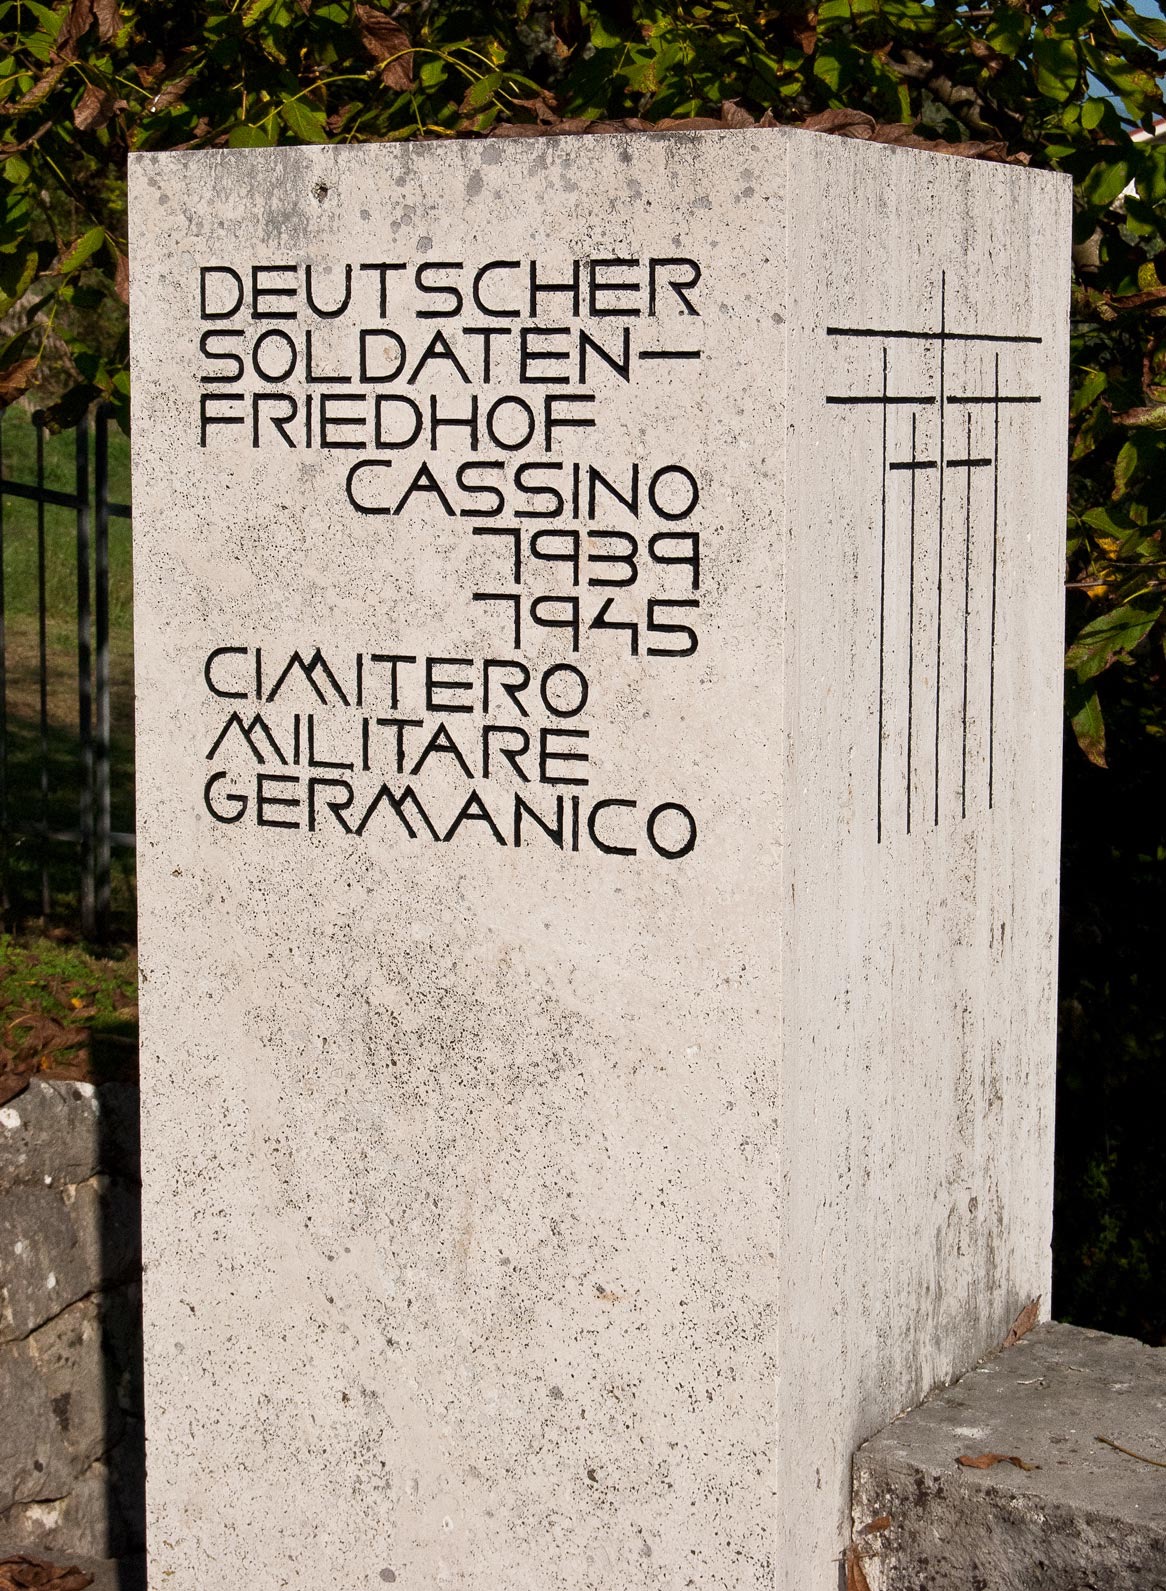 DEUTSCHER
SOLDATEN-
FRIEDHOF
CASSINO
1939
1945
CIMITERO
MILITARE
GERMANICO